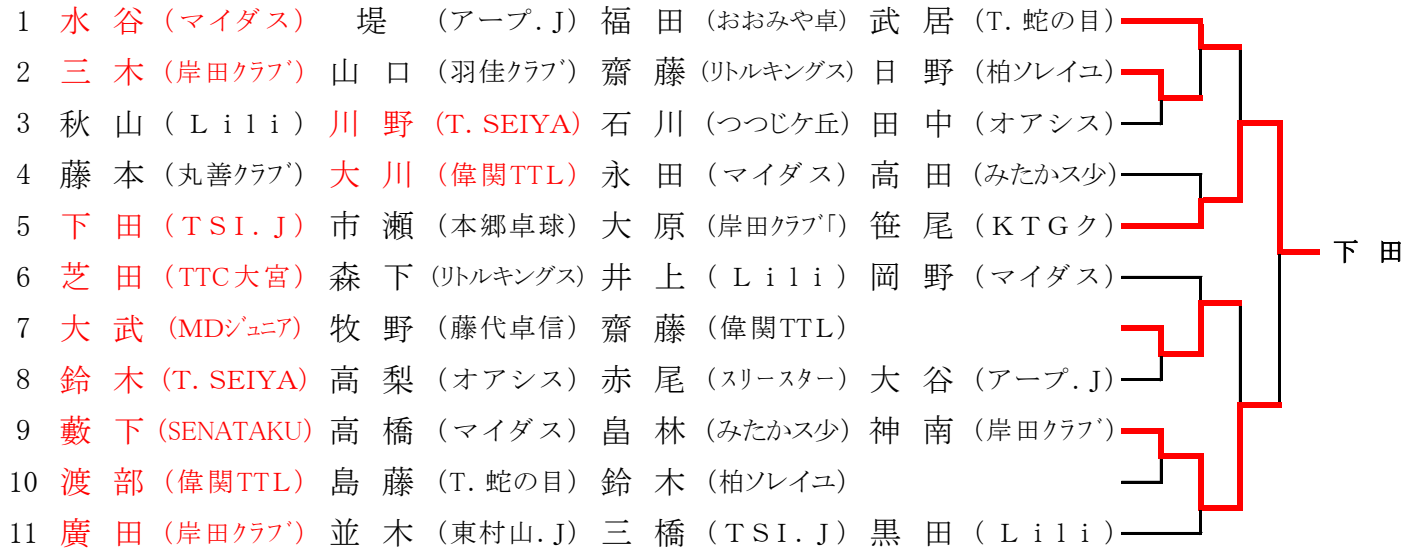 1 水谷 (マイダス) 堤 (アープ.J) 福田 (おおみや卓) 武居 (T.蛇の目)
2 三木 (岸田クラブ) 山口 (羽佳クラブ) 齋藤 (リトルキングス) 日野 (柏ソレイユ)
3 秋山 (Lili) 川野 (T.SEIYA) 石川 (つつじケ丘) 田中 (オアシス)
4 藤本 (丸善クラブ) 大川 (偉関TTL) 永田 (マイダス) 高田 (みたかス少)
5 下田 (TSI.J) 市瀬 (本郷卓球) 大原 (岸田クラブ「) 笹尾 (KTGク)
下田
6 芝田 (TTC大宮) 森下 (リトルキングス) 井上 (Lili) 岡野 (マイダス)
7 大武 (MDジュニア) 牧野 (藤代卓信) 齋藤 (偉関TTL)
8 鈴木 (T.SEIYA) 高梨 (オアシス) 赤尾 (スリースター) 大谷 (アープ.J)
9 藪下 (SENATAKU) 高橋 (マイダス) 畠林 (みたかス少) 神南 (岸田クラブ)
10 渡部 (偉関TTL) 島藤 (T.蛇の目) 鈴木 (柏ソレイユ)
11 廣田 (岸田クラブ) 並木 (東村山.J) 三橋 (TSI.J) 黒田 (Lili)